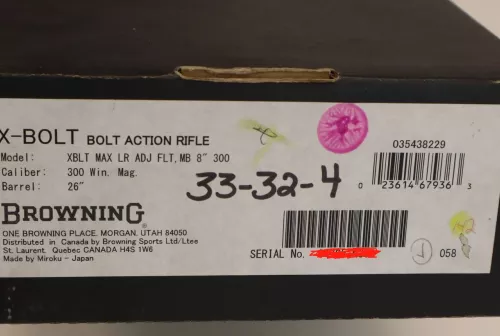 X-BOLT BOLT ACTION RIFLE
Model: XBLT MAX LR ADJ FLT, MB 8" 300
Caliber: 300 Win. Mag.
Barrel: 26"
33-32-4
035438229
0 23614 67936 3
BROWNING
ONE BROWNING PLACE, MORGAN, UTAH 84050
Distributed in Canada by Browning Sports Ltd/Ltee
St. Laurent. Quebec CANADA H4S 1W6
Made by Miroku - Japan
SERIAL No.
058